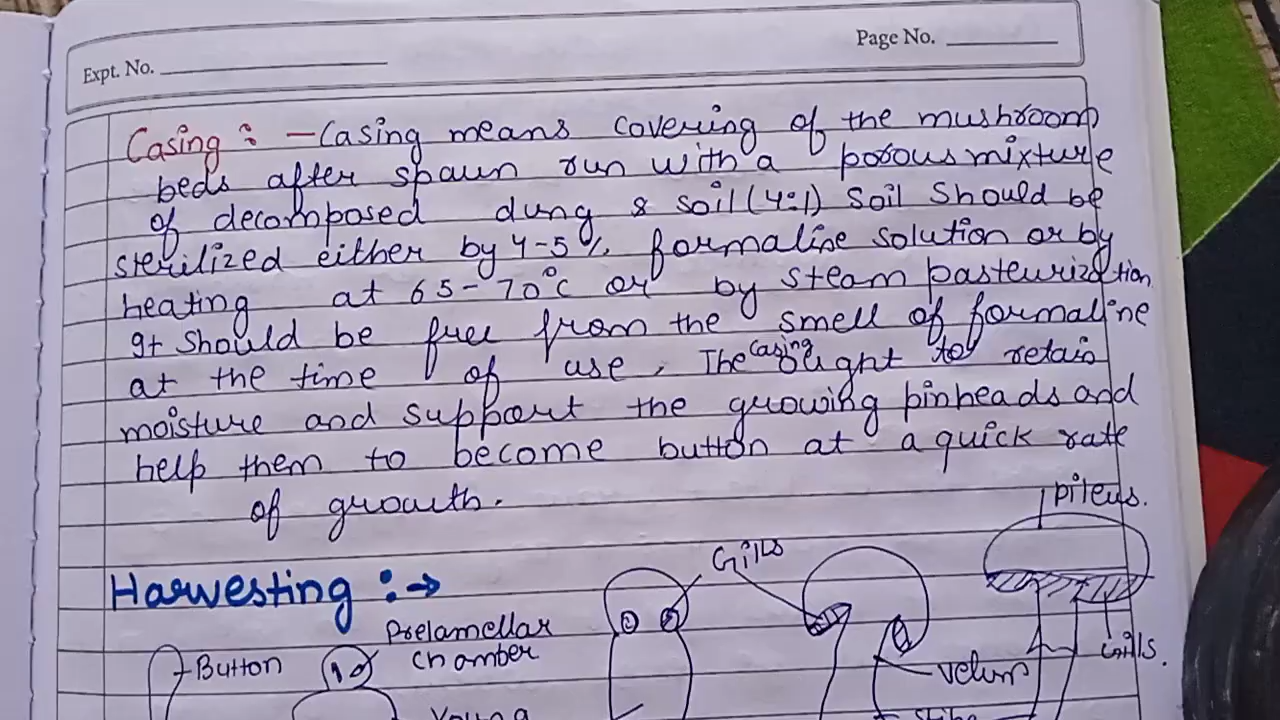 Expt. No.
Page No.
Casing : - Casing means covering of the mushroom
beds after spawn run with a porous mixture
of decomposed dung & soil (4:1) Soil Should be
sterilized either by 4-5% formaline solution or by
heating at 65-70°C or by steam pasteurization
It Should be free from the smell of formaline
at the time of use, The casing ought to retain
moisture and support the growing pinheads and
help them to become button at a quick rate
of growth.
pileus.
Gills
Harvesting :→
Prelamellar
chamber
Button
velum
Gills.
Young
Stipe